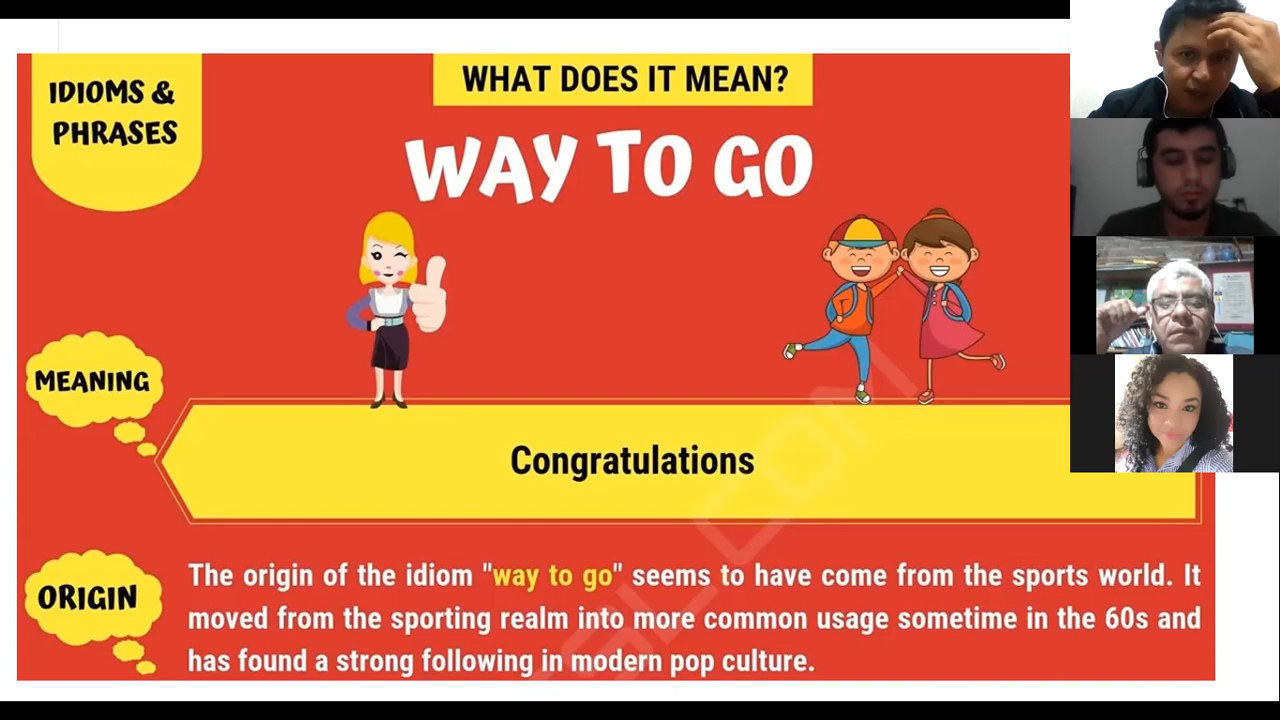 IDIOMS &
PHRASES
WHAT DOES IT MEAN?
WAY TO GO
MEANING
Congratulations
ORIGIN
The origin of the idiom "way to go" seems to have come from the sports world. It
moved from the sporting realm into more common usage sometime in the 60s and
has found a strong following in modern pop culture.